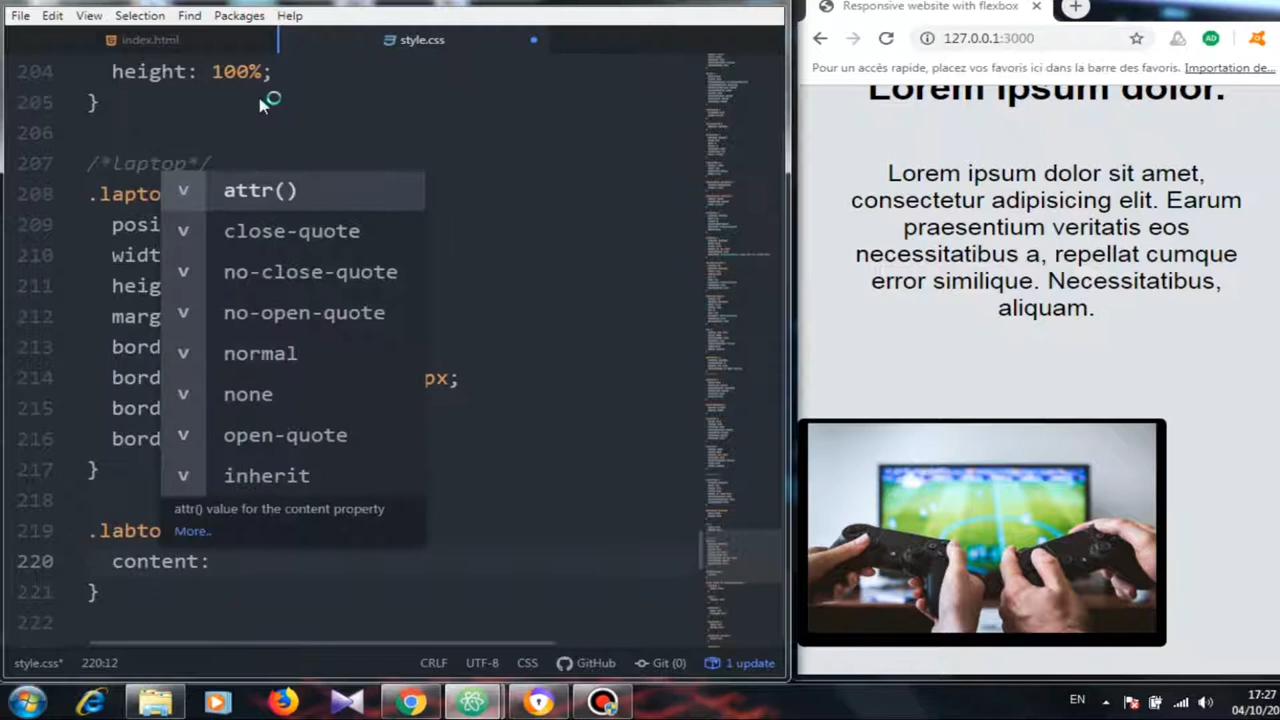 File Edit View Selection Find Packages Help
index.html
style.css
204 height: 100%;
205 }
206
207 /*laptop*/
208 .lapto
209 posi
210 widt
211 heig
212 marg
213 bord
214 bord px;
215 bord
216 bord
217 }
218
219 .labto
220 content:
221 }
222
v attr()
close-quote
v no-close-quote
v no-open-quote
v normal
none
v open-quote
inherit
attr() value for the content property
More..
style.css* 220:12 CRLF UTF-8 CSS GitHub Git (0) 1 update
Responsive website with flexbox
127.0.0.1:3000
Pour un accès rapide, placez vos favoris ici dans la barre des favoris. Importation de...
Lorem ipsum dolor.
Lorem ipsum dolor sit amet,
consectetur adipisicing elit. Earum
praesentium veritatis eos
necessitatibus a, repellat cumque
error similique. Necessitatibus,
aliquam.
EN
17:27
04/10/20